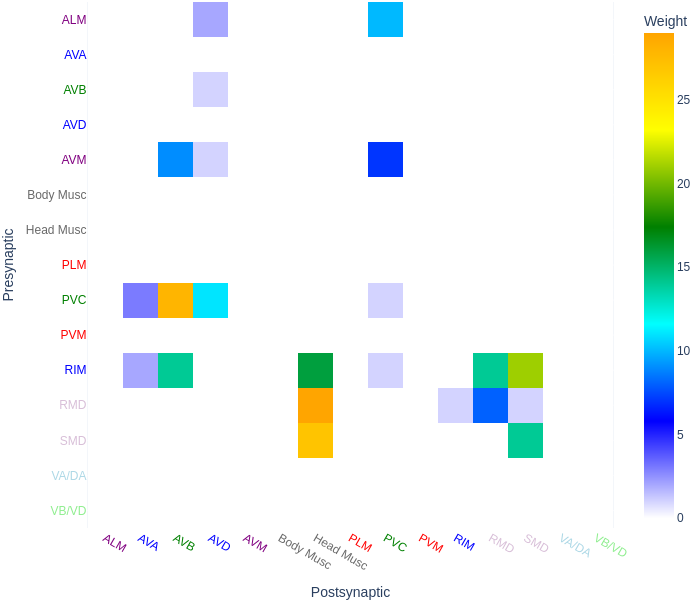 Weight
ALM
AVA
AVB
AVD
AVM
Body Musc
Head Musc
PLM
PVC
PVM
RIM
RMD
SMD
VA/DA
VB/VD
Presynaptic
25
20
15
10
5
0
ALM
AVA
AVB
AVD
AVM
Body Musc
Head Musc
PLM
PVC
PVM
RIM
RMD
SMD
VA/DA
VB/VD
Postsynaptic